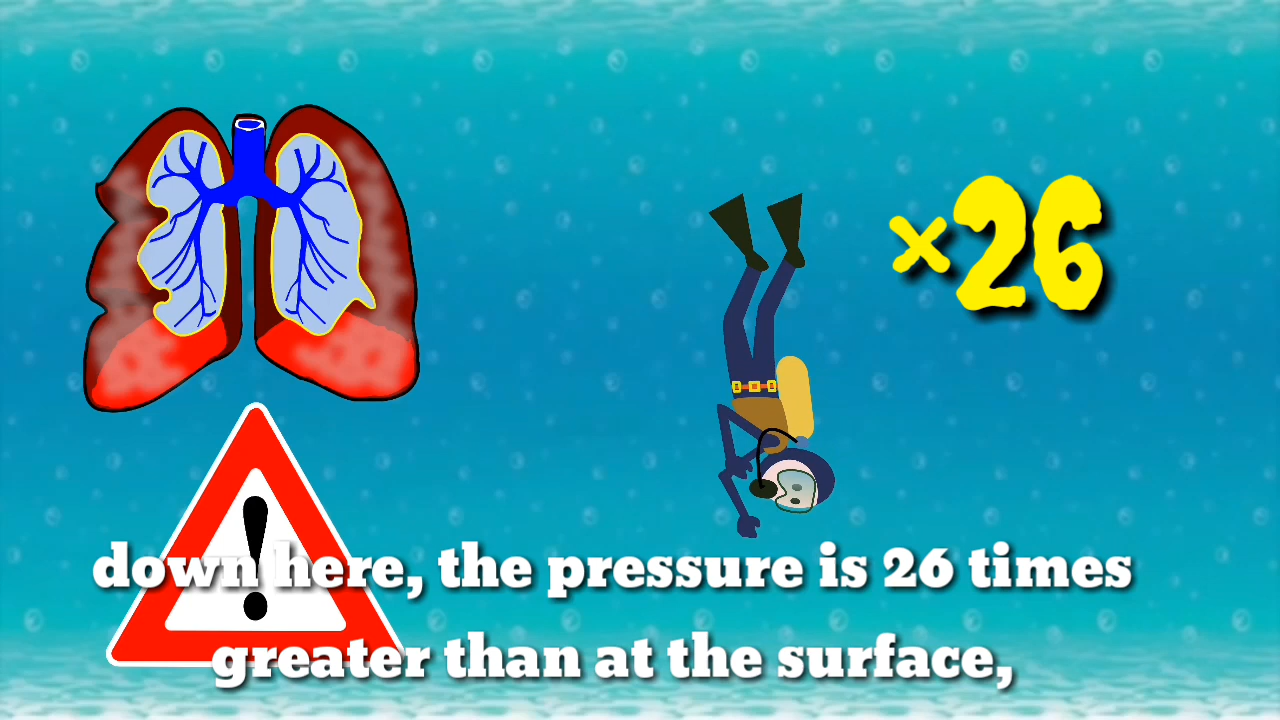 ×26
!
down here, the pressure is 26 times
greater than at the surface,